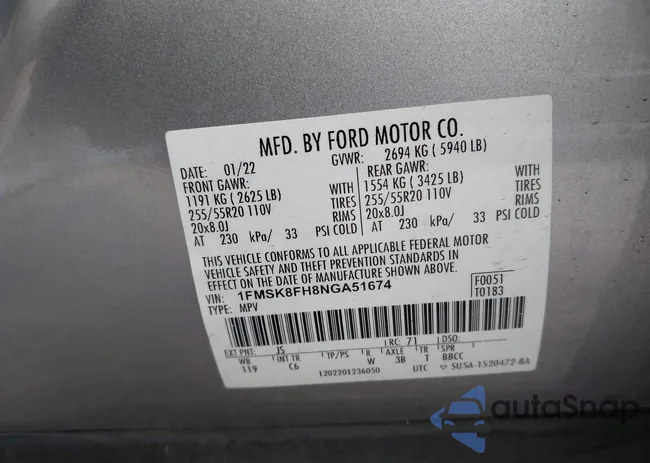 MFD. BY FORD MOTOR CO.
DATE: 01/22 GVWR: 2694 KG ( 5940 LB)
FRONT GAWR: REAR GAWR:
1191 KG ( 2625 LB) WITH 1554 KG ( 3425 LB) WITH
255/55R20 110V TIRES 255/55R20 110V TIRES
20x8.0J RIMS 20x8.0J RIMS
AT 230 kPa/ 33 PSI COLD AT 230 kPa/ 33 PSI COLD
THIS VEHICLE CONFORMS TO ALL APPLICABLE FEDERAL MOTOR
VEHICLE SAFETY AND THEFT PREVENTION STANDARDS IN
EFFECT ON THE DATE OF MANUFACTURE SHOWN ABOVE.
VIN: 1FMSK8FH8NGA51674 F0051
TYPE: MPV T0183
EXT PNT: JS RC: 71 DSO:
WB INT TR TP/PS R AXLE TR SPR
119 C6 W 3B T BBCC
1202201236050 UTC 5U5A-1520472-BA
autoSnap